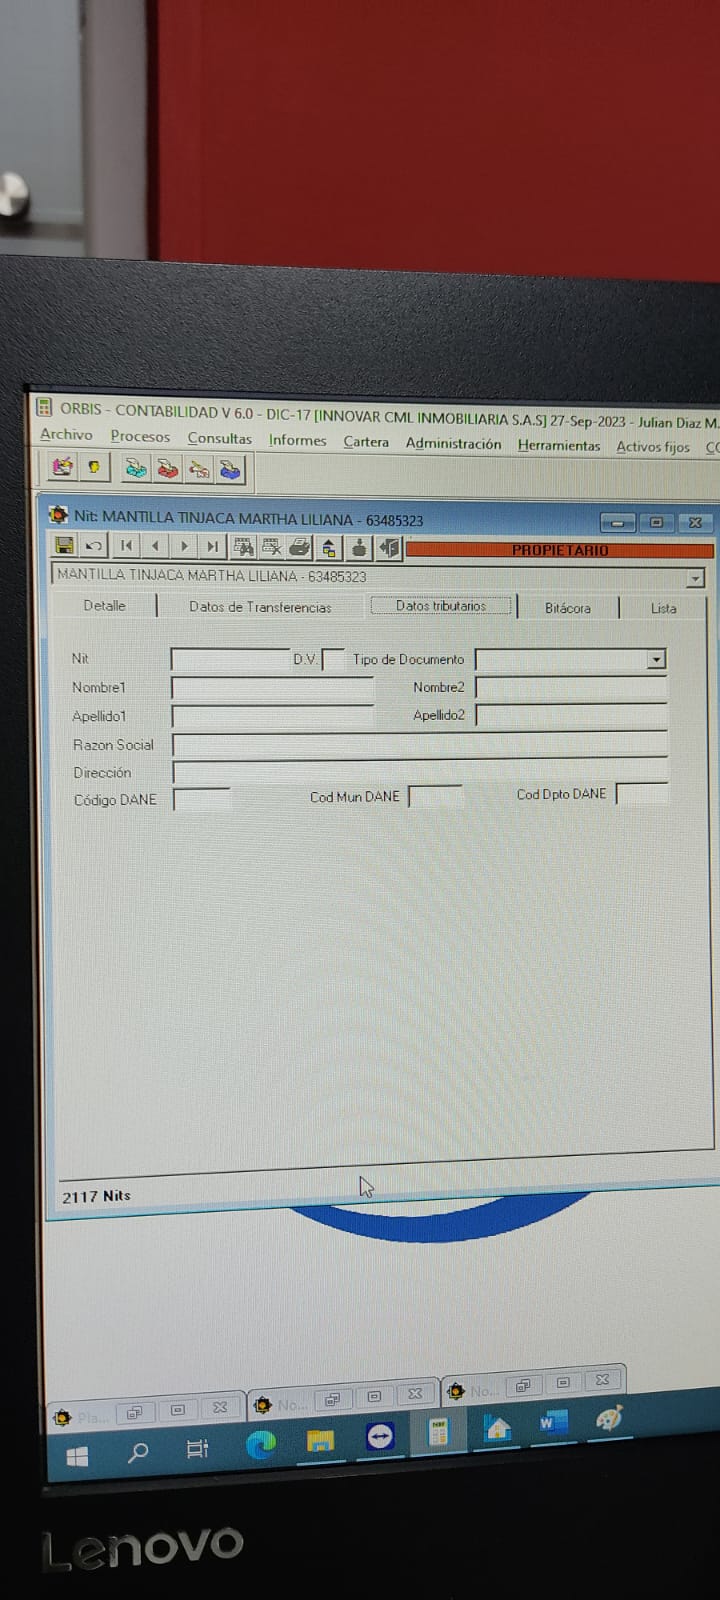 ORBIS - CONTABILIDAD V 6.0 - DIC-17 [INNOVAR CML INMOBILIARIA S.A.S] 27-Sep-2023 - Julian Diaz M.
Archivo Procesos Consultas Informes Cartera Administración Herramientas Activos fijos
Nit: MANTILLA TINJACA MARTHA LILIANA - 63485323
PROPIETARIO
MANTILLA TINJACA MARTHA LILIANA - 63485323
Detalle Datos de Transferencias Datos tributarios Bitácora Lista
Nit D.V. Tipo de Documento
Nombre1 Nombre2
Apellido1 Apellido2
Razon Social
Dirección
Código DANE Cod Mun DANE Cod Dpto DANE
2117 Nits
Pla... No... No...
W
Lenovo